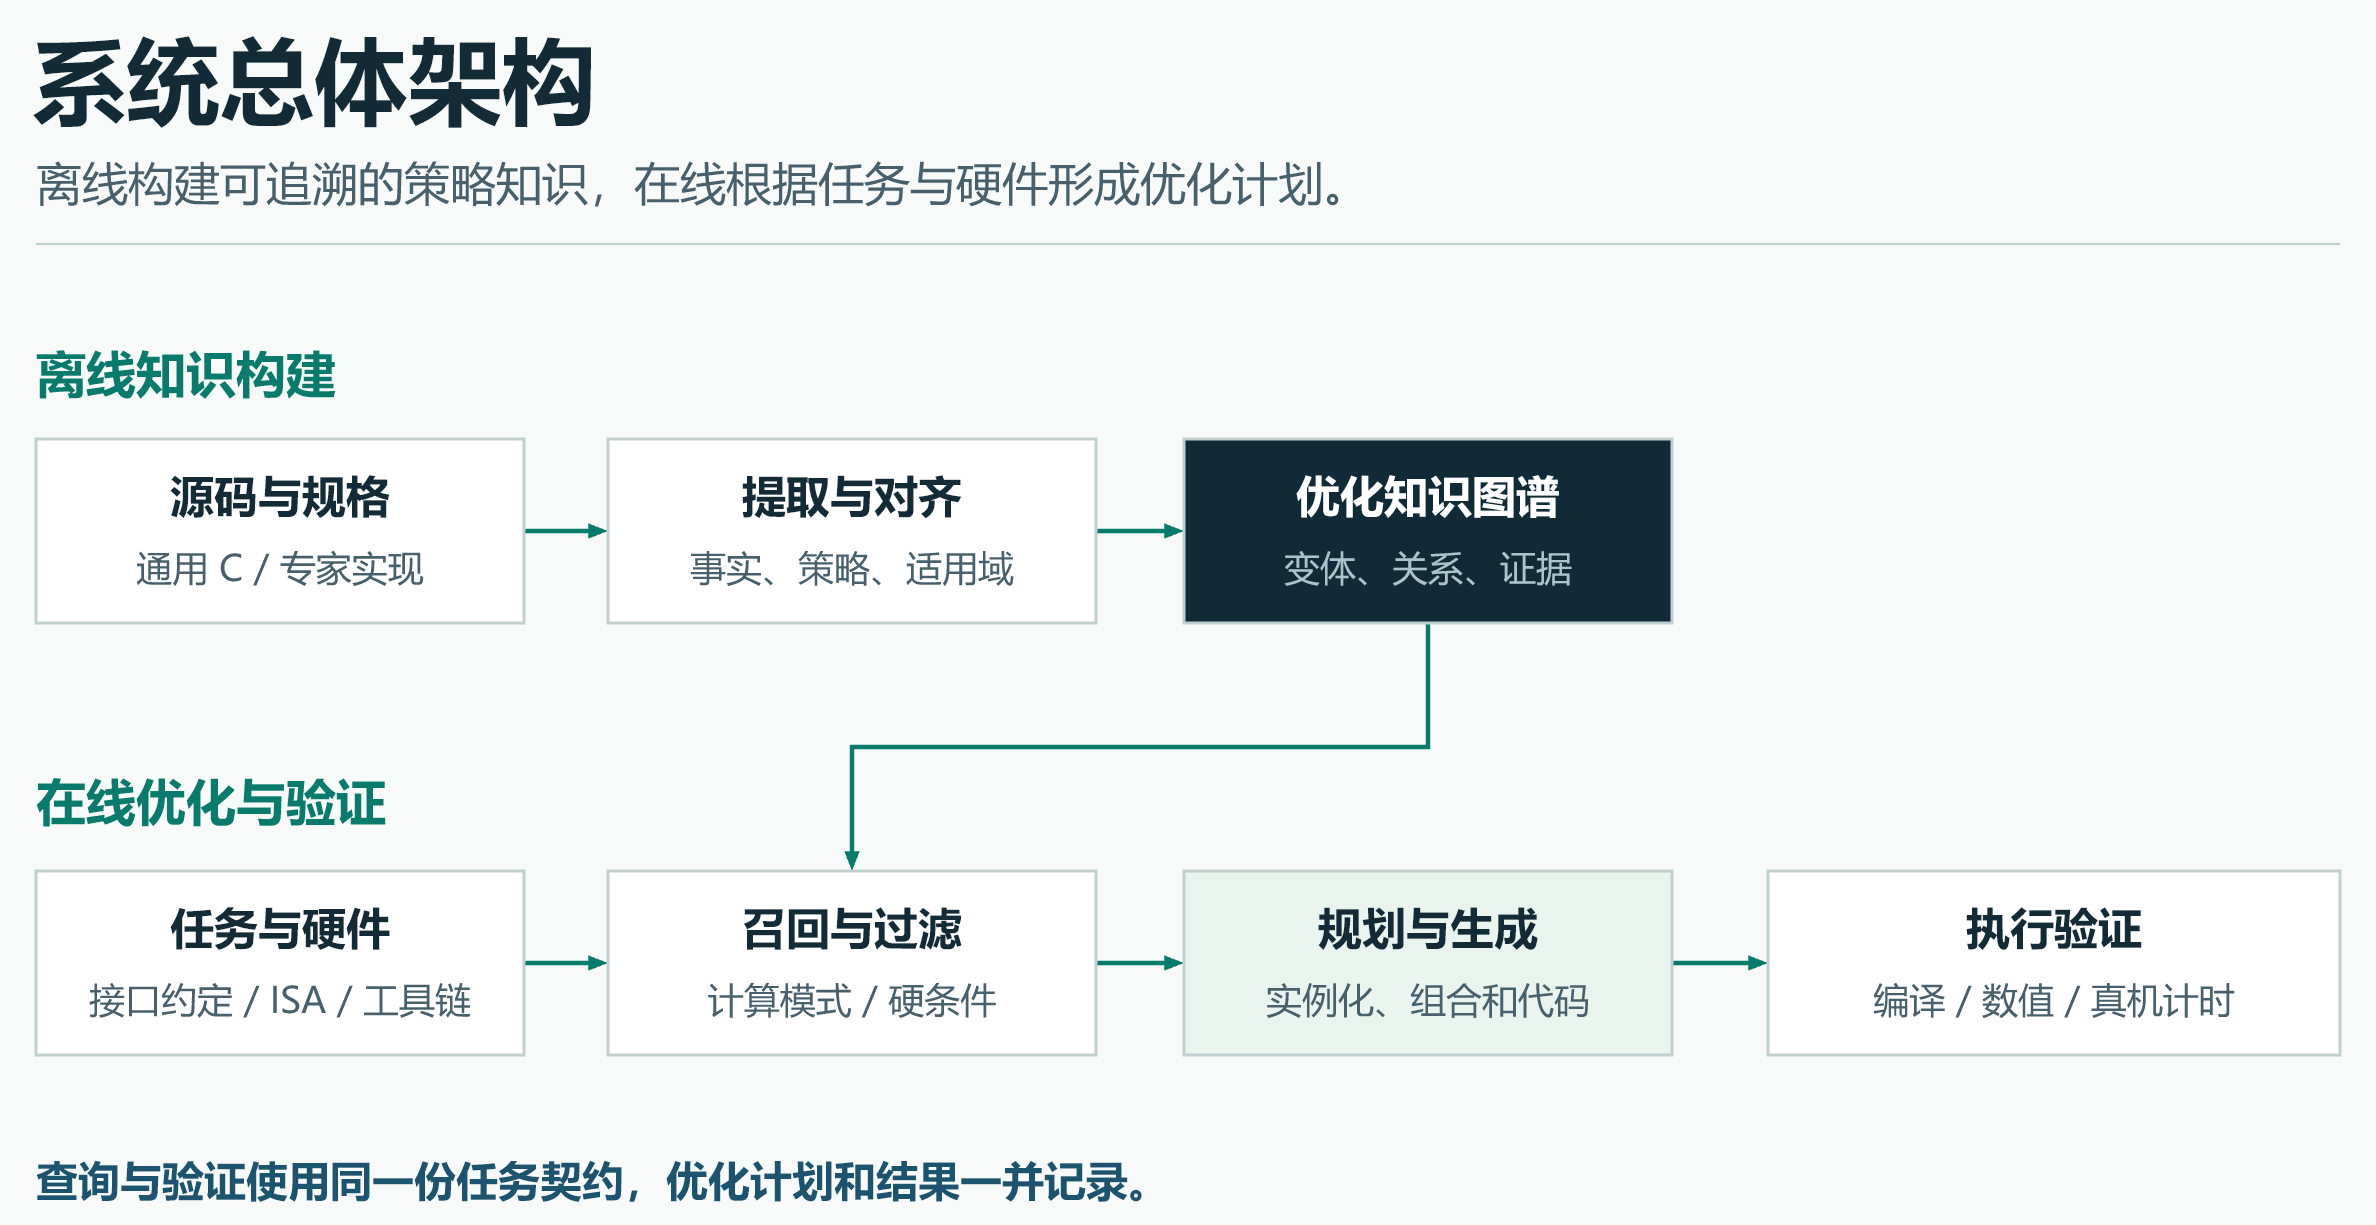 系统总体架构
离线构建可追溯的策略知识，在线根据任务与硬件形成优化计划。
离线知识构建
源码与规格
通用 C / 专家实现
提取与对齐
事实、策略、适用域
优化知识图谱
变体、关系、证据
在线优化与验证
任务与硬件
接口约定 / ISA / 工具链
召回与过滤
计算模式 / 硬条件
规划与生成
实例化、组合和代码
执行验证
编译 / 数值 / 真机计时
查询与验证使用同一份任务契约，优化计划和结果一并记录。